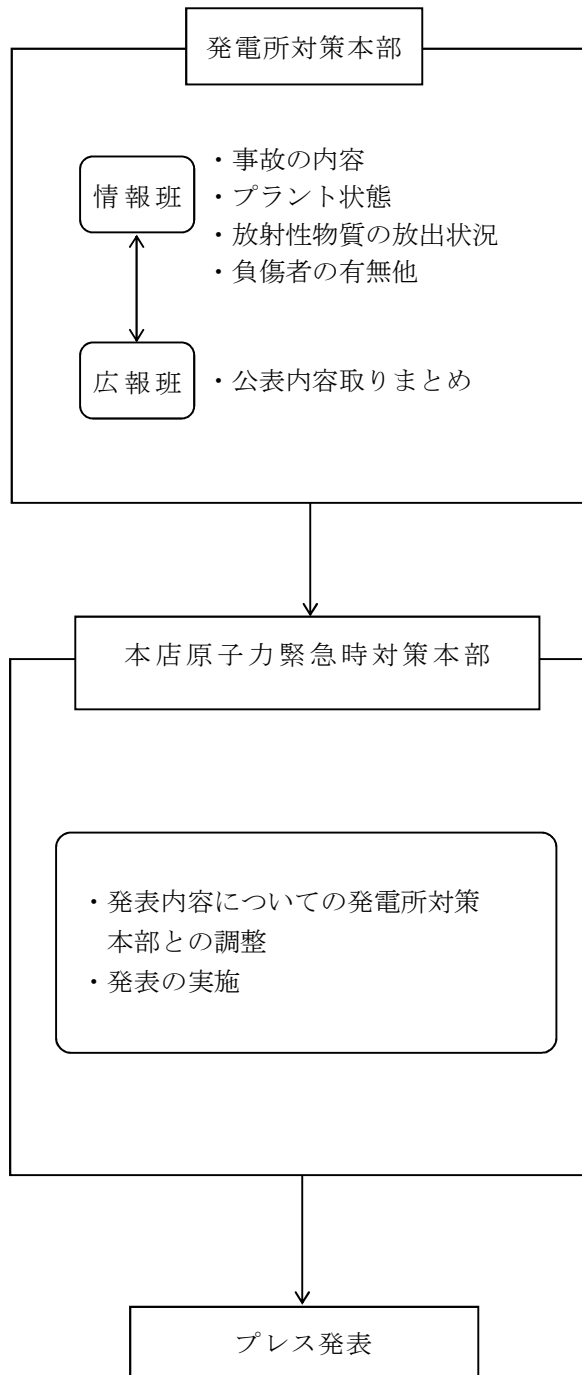 発電所対策本部
情報班
・事故の内容
・プラント状態
・放射性物質の放出状況
・負傷者の有無他
広報班
・公表内容取りまとめ
本店原子力緊急時対策本部
・発表内容についての発電所対策
本部との調整
・発表の実施
プレス発表